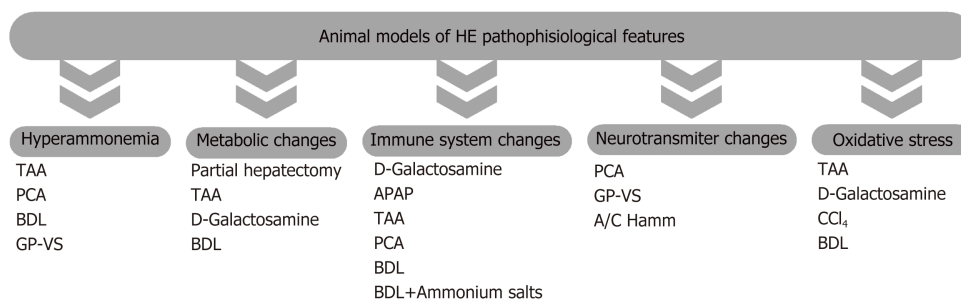 Animal models of HE pathophisiological features
Hyperammonemia
TAA
PCA
BDL
GP-VS
Metabolic changes
Partial hepatectomy
TAA
D-Galactosamine
BDL
Immune system changes
D-Galactosamine
APAP
TAA
PCA
BDL
BDL+Ammonium salts
Neurotransmiter changes
PCA
GP-VS
A/C Hamm
Oxidative stress
TAA
D-Galactosamine
CCl₄
BDL